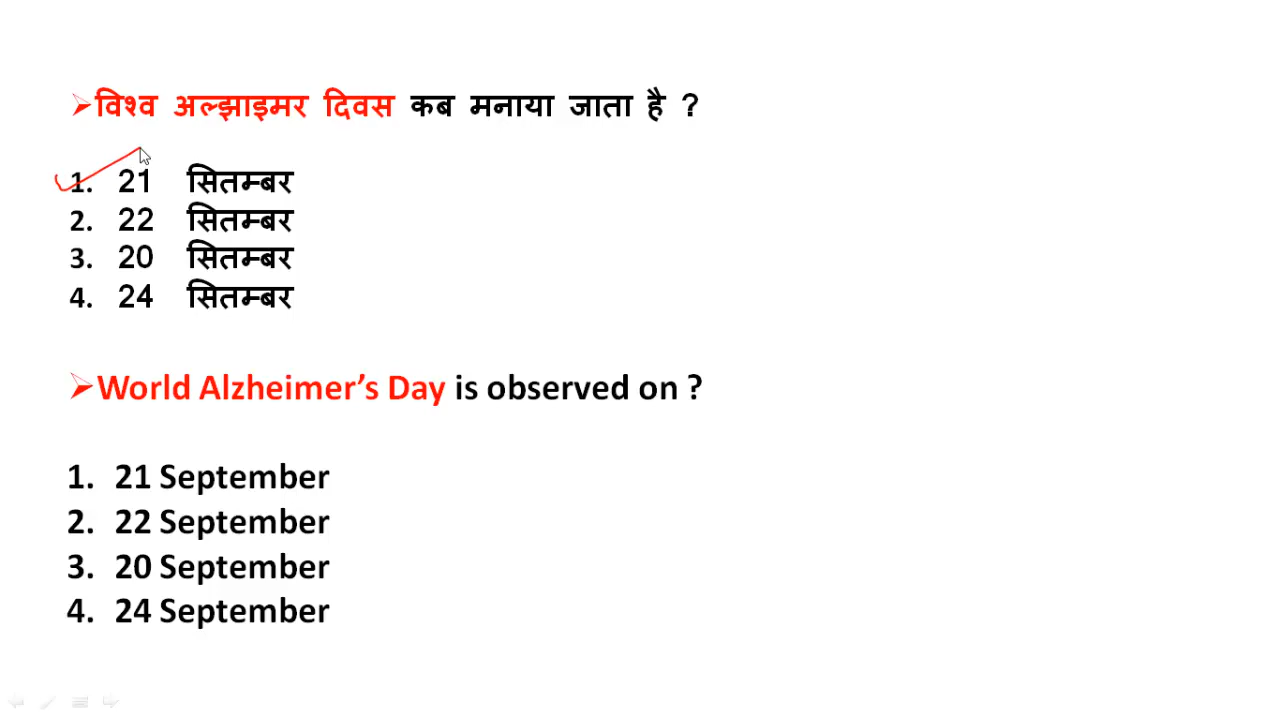 ➢विश्व अल्झाइमर दिवस कब मनाया जाता है ?
1. 21 सितम्बर
2. 22 सितम्बर
3. 20 सितम्बर
4. 24 सितम्बर
➢World Alzheimer’s Day is observed on ?
1. 21 September
2. 22 September
3. 20 September
4. 24 September